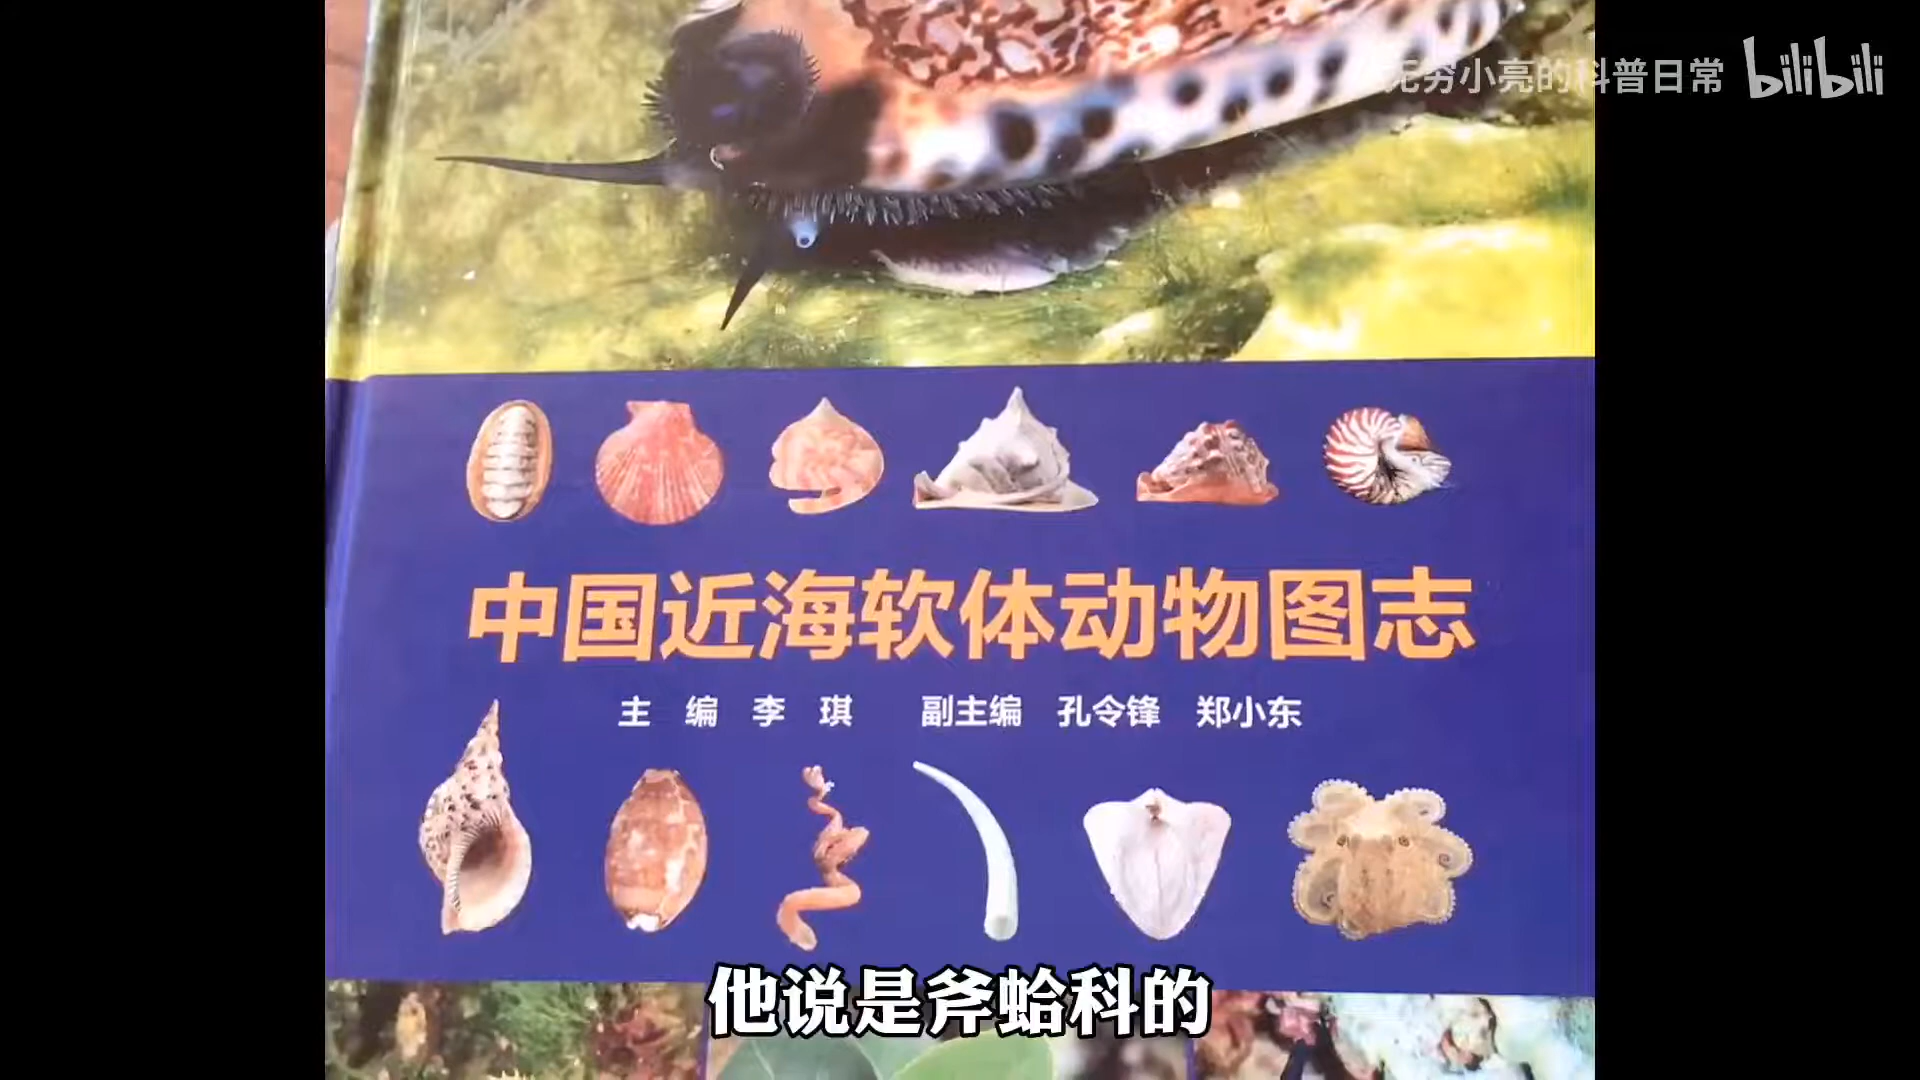 无穷小亮的科普日常 bilibili
中国近海软体动物图志
主 编 李 琪 副主编 孔令锋 郑小东
他说是斧蛤科的